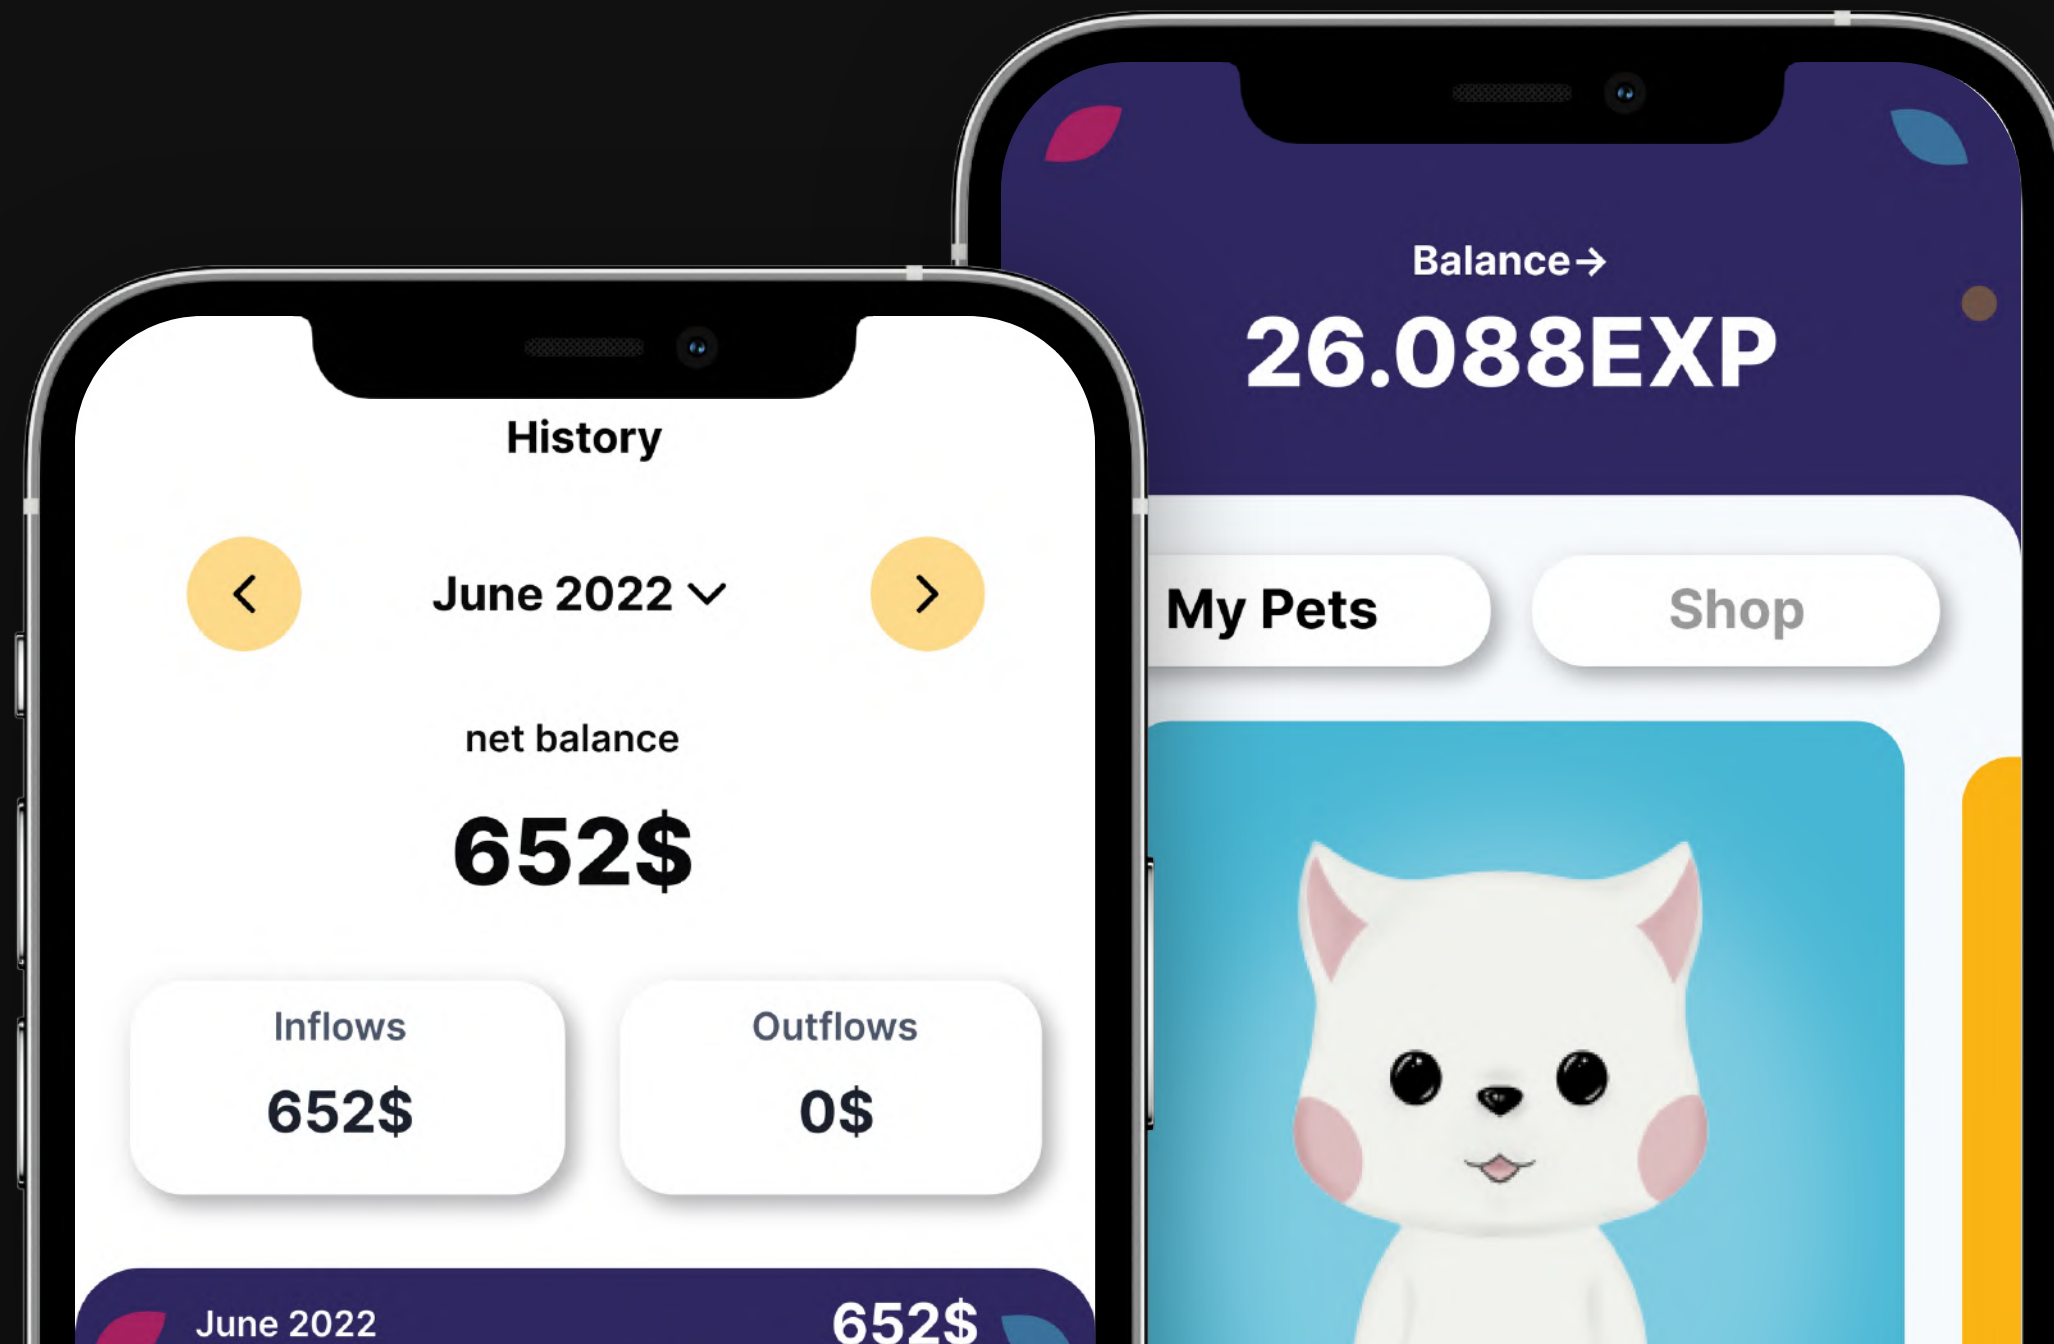 History
June 2022
net balance
652$
Inflows
Outflows
652$
0$
June 2022
652$
Balance→
26.088EXP
My Pets
Shop